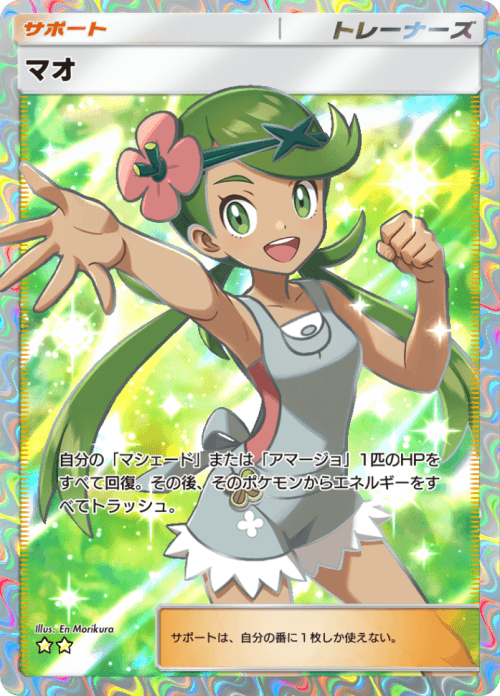 サポート
トレーナーズ
マオ
自分の「マシェード」または「アマージョ」1匹のHPを
すべて回復。その後、そのポケモンからエネルギーをす
べてトラッシュ。
Illus. En Morikura
サポートは、自分の番に1枚しか使えない。